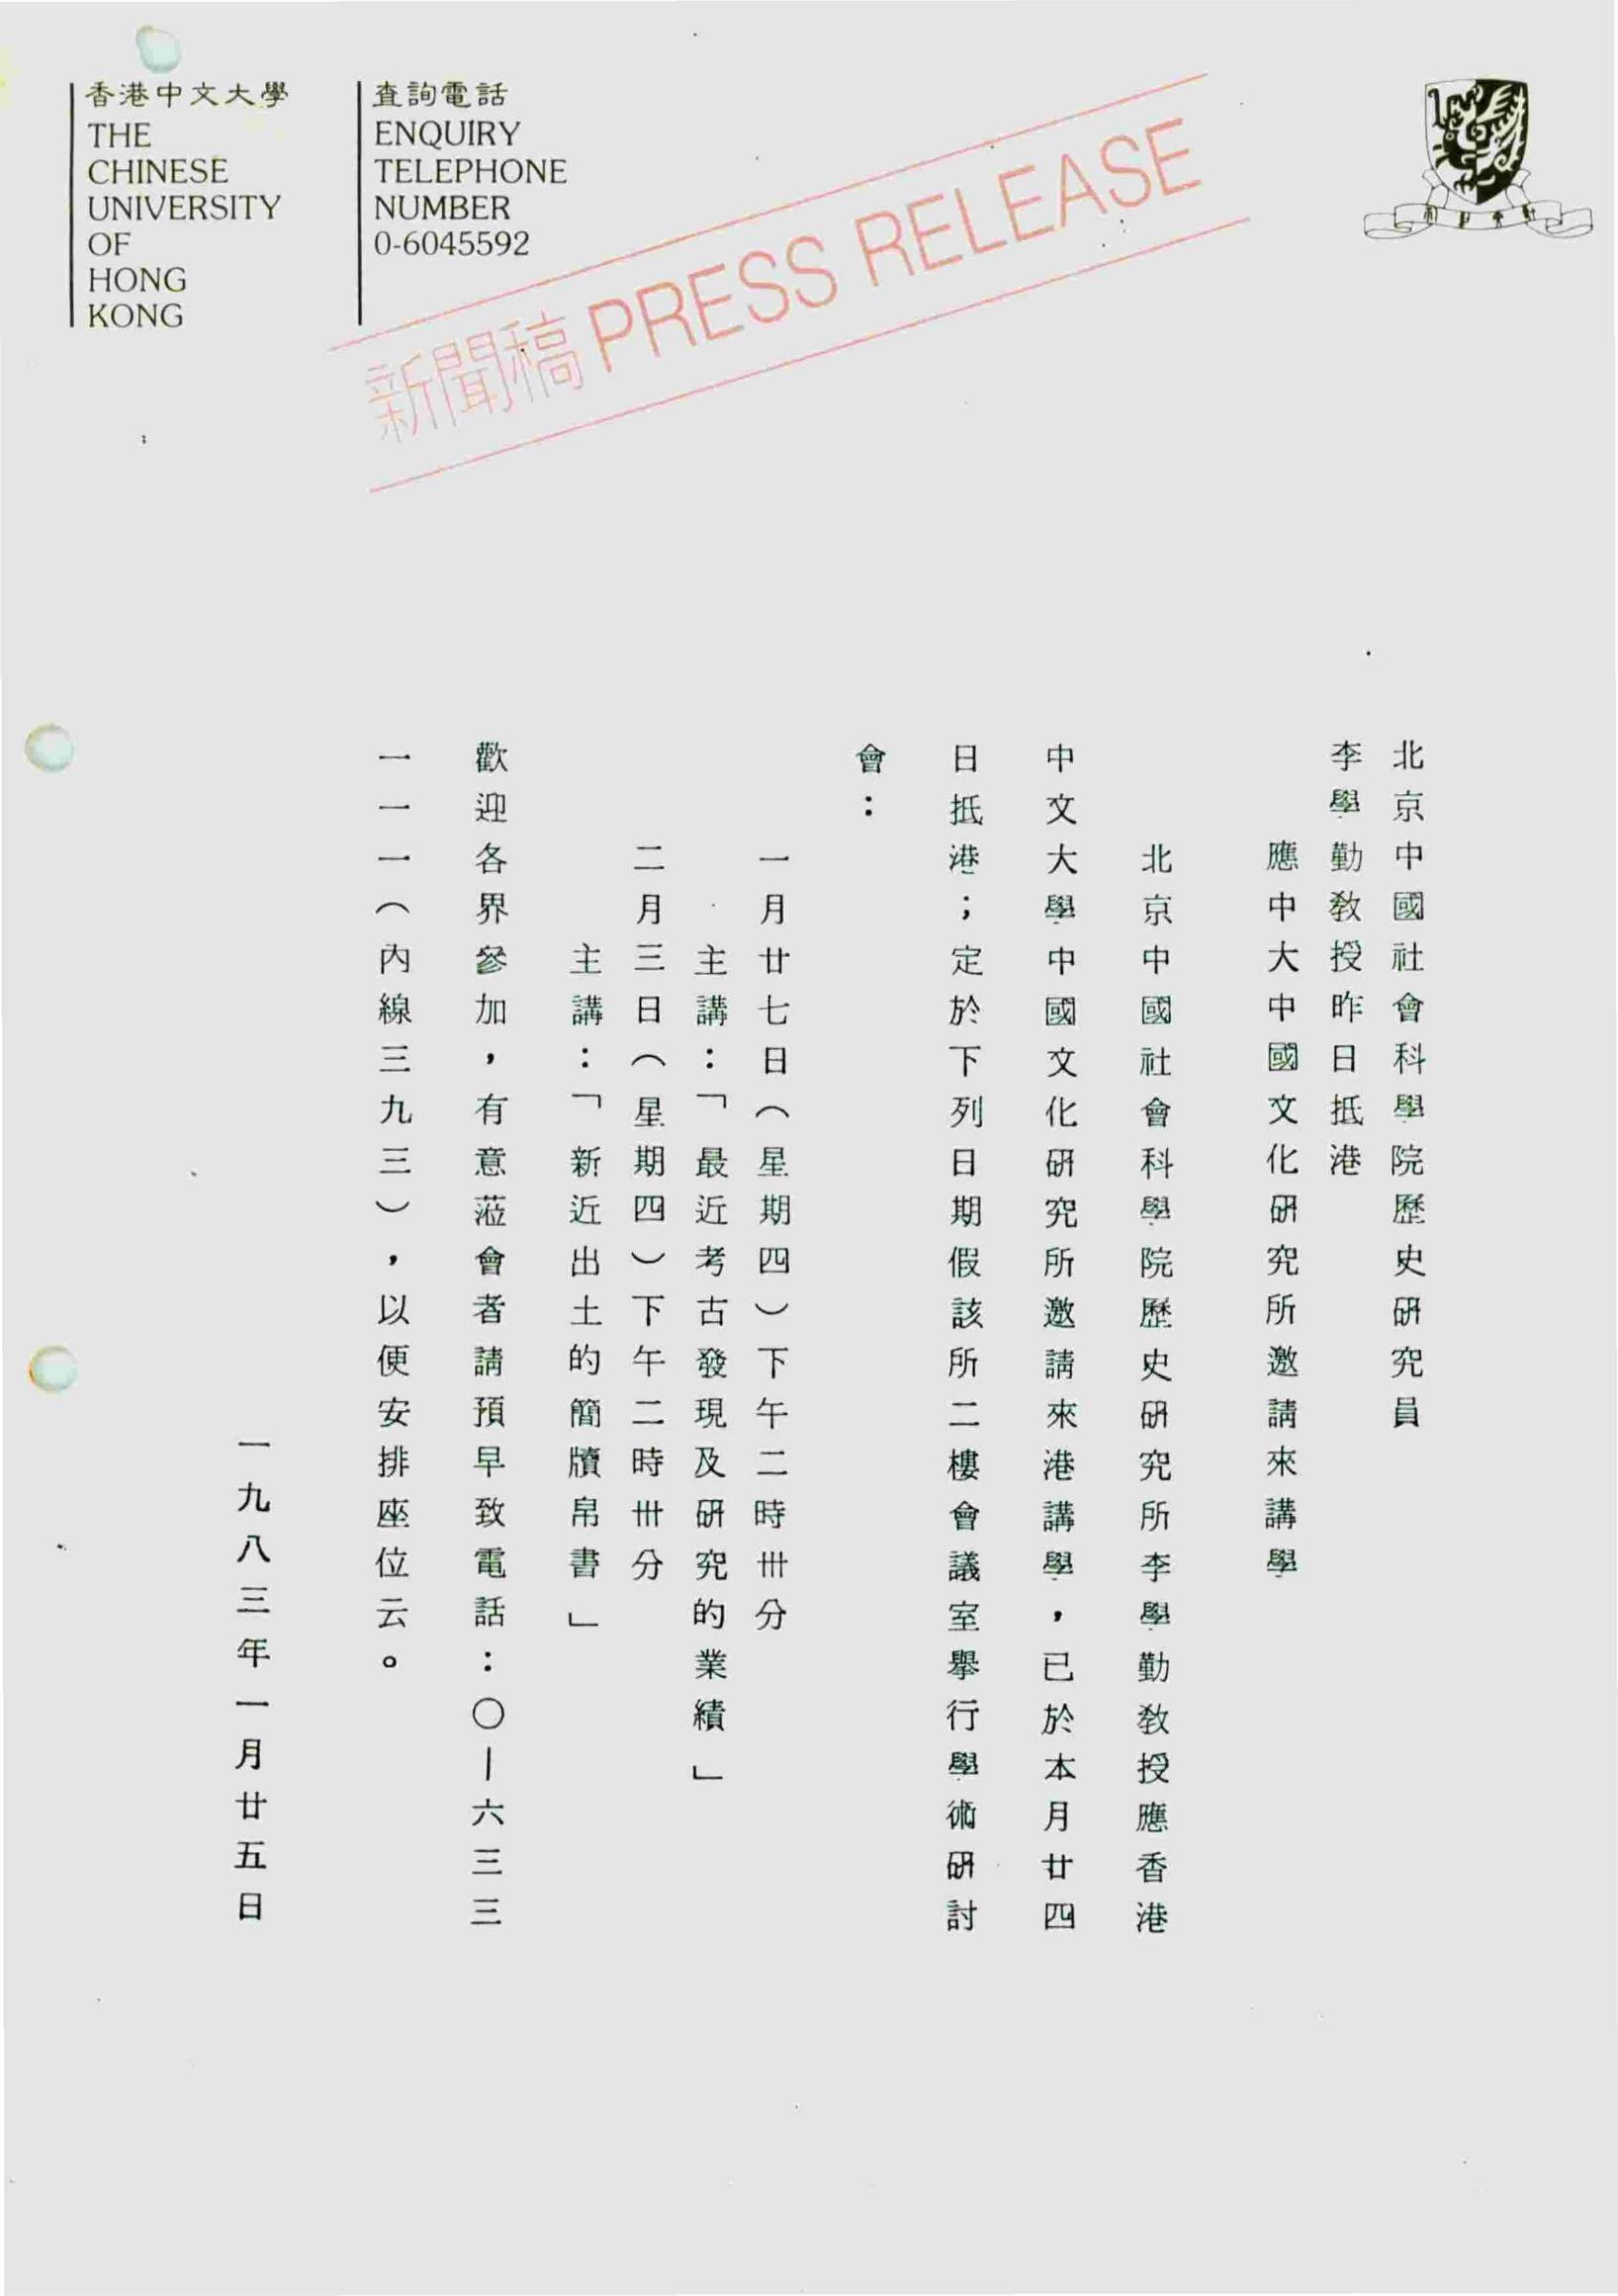 香港中文大學
THE
CHINESE
UNIVERSITY
OF
HONG
KONG
查詢電話
ENQUIRY
TELEPHONE
NUMBER
0-6045592
新聞稿 PRESS RELEASE
北京中國社會科學院歷史研究員
李學勤教授昨日抵港
應中大中國文化研究所邀請來講學
北京中國社會科學院歷史研究所李學勤教授應香港
中文大學中國文化研究所邀請來港講學，已於本月廿四
日抵港；定於下列日期假該所二樓會議室舉行學術研討
會：
一月廿七日（星期四）下午二時卅分
主講：「最近考古發現及研究的業績」
二月三日（星期四）下午二時卅分
主講：「新近出土的簡牘帛書」
歡迎各界參加，有意蒞會者請預早致電話：〇—六三三
一一一（內線三九三），以便安排座位云。
一九八三年一月廿五日